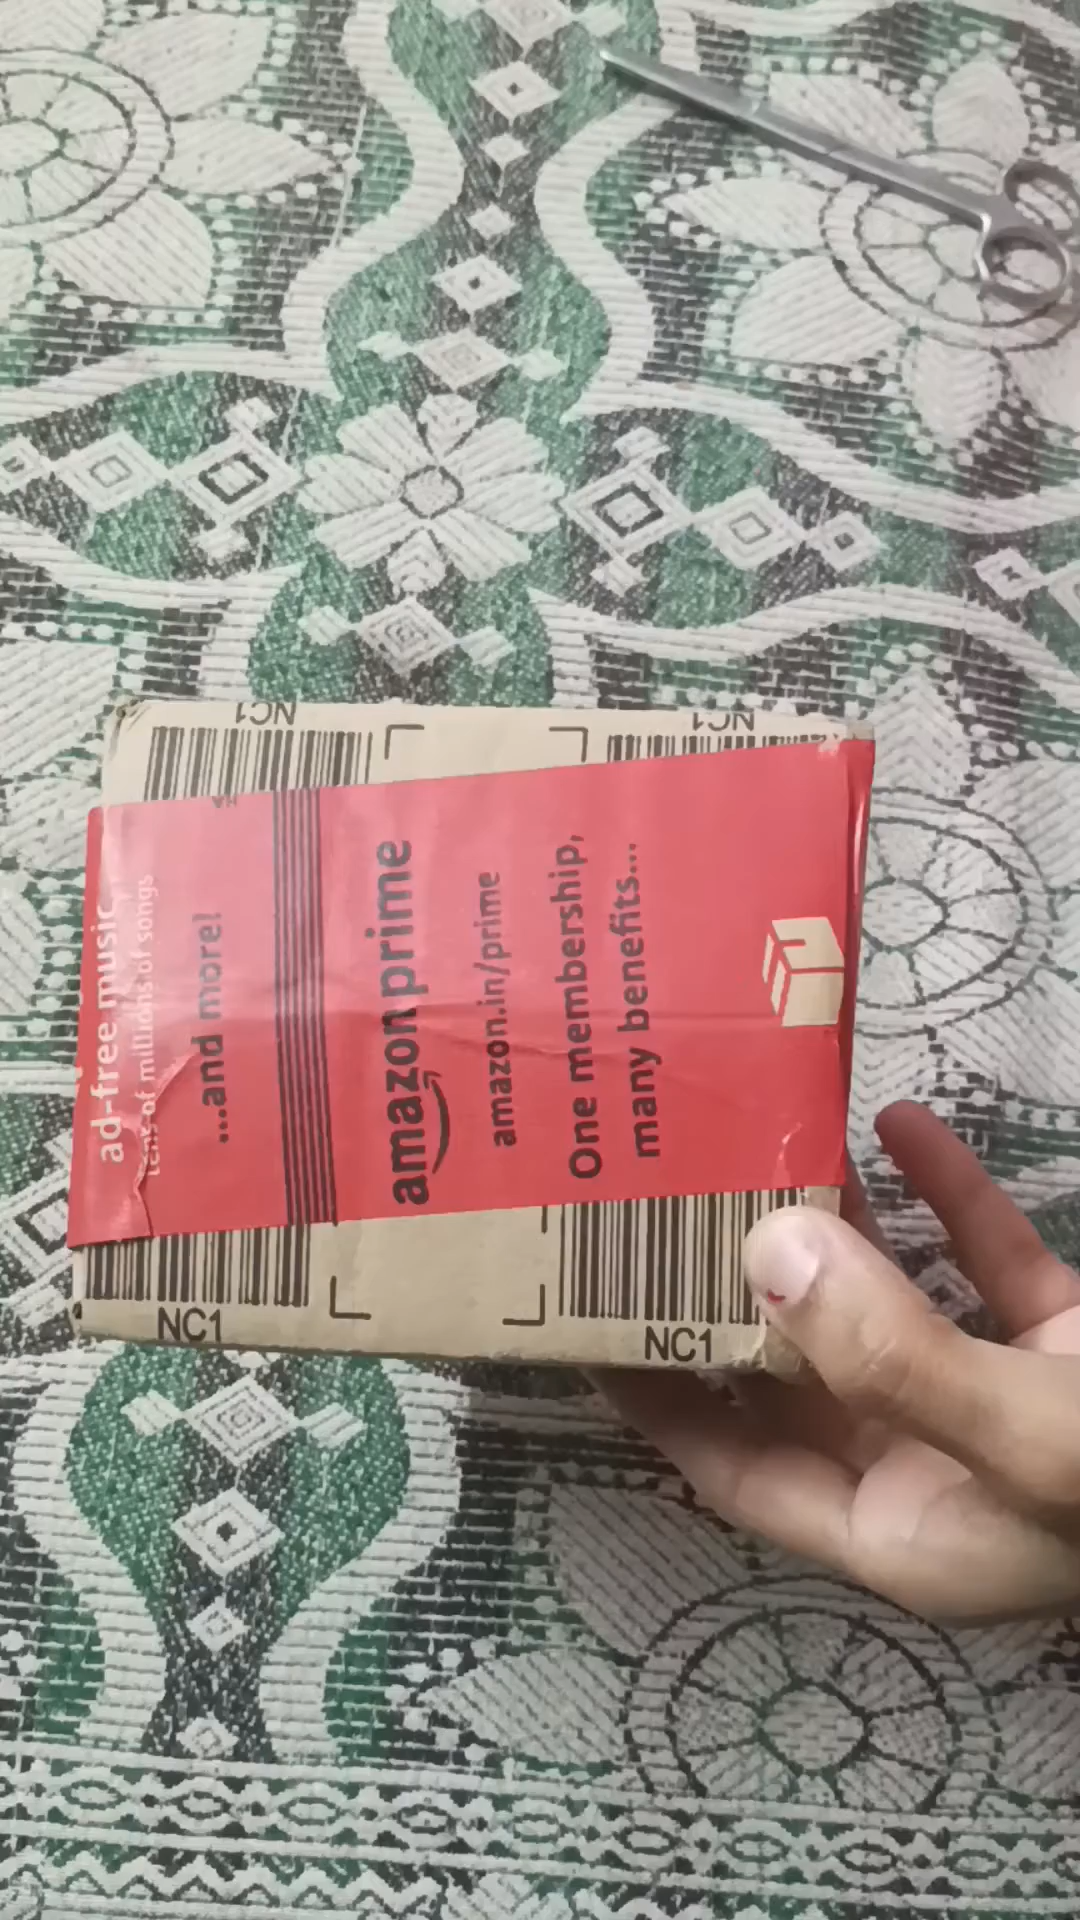 NC1
NC1
ad-free music
tens of millions of songs
...and more!
amazon prime
amazon.in/prime
One membership,
many benefits...
NC1
NC1